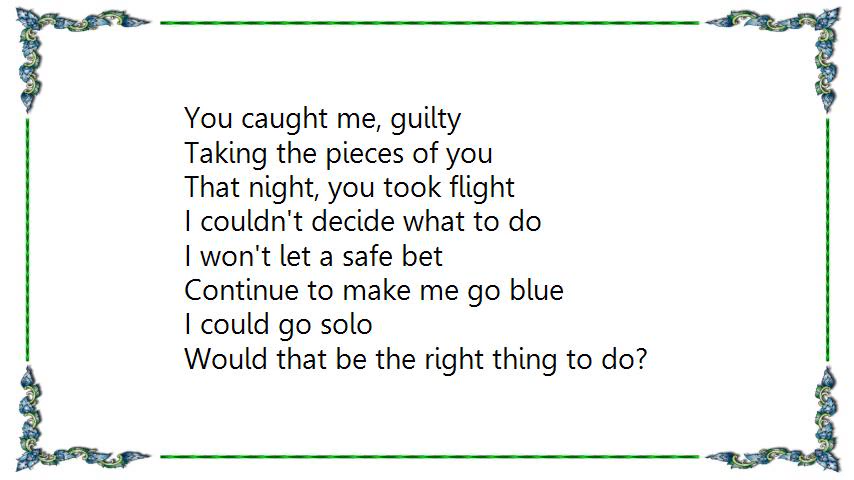 You caught me, guilty
Taking the pieces of you
That night, you took flight
I couldn't decide what to do
I won't let a safe bet
Continue to make me go blue
I could go solo
Would that be the right thing to do?